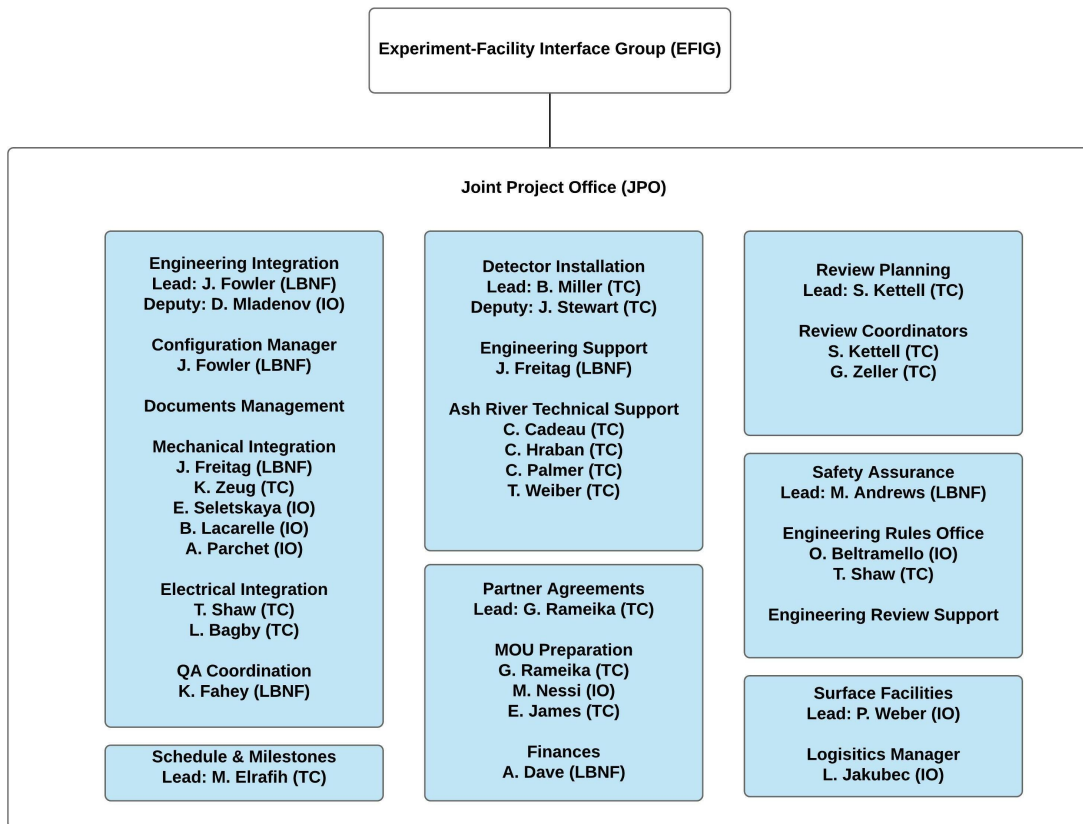 Experiment-Facility Interface Group (EFIG)
Joint Project Office (JPO)
Engineering Integration
Lead: J. Fowler (LBNF)
Deputy: D. Mladenov (IO)
Configuration Manager
J. Fowler (LBNF)
Documents Management
Mechanical Integration
J. Freitag (LBNF)
K. Zeug (TC)
E. Seletskaya (IO)
B. Lacarelle (IO)
A. Parchet (IO)
Electrical Integration
T. Shaw (TC)
L. Bagby (TC)
QA Coordination
K. Fahey (LBNF)
Schedule & Milestones
Lead: M. Elrafih (TC)
Detector Installation
Lead: B. Miller (TC)
Deputy: J. Stewart (TC)
Engineering Support
J. Freitag (LBNF)
Ash River Technical Support
C. Cadeau (TC)
C. Hraban (TC)
C. Palmer (TC)
T. Weiber (TC)
Partner Agreements
Lead: G. Rameika (TC)
MOU Preparation
G. Rameika (TC)
M. Nessi (IO)
E. James (TC)
Finances
A. Dave (LBNF)
Review Planning
Lead: S. Kettell (TC)
Review Coordinators
S. Kettell (TC)
G. Zeller (TC)
Safety Assurance
Lead: M. Andrews (LBNF)
Engineering Rules Office
O. Beltramello (IO)
T. Shaw (TC)
Engineering Review Support
Surface Facilities
Lead: P. Weber (IO)
Logisitics Manager
L. Jakubec (IO)